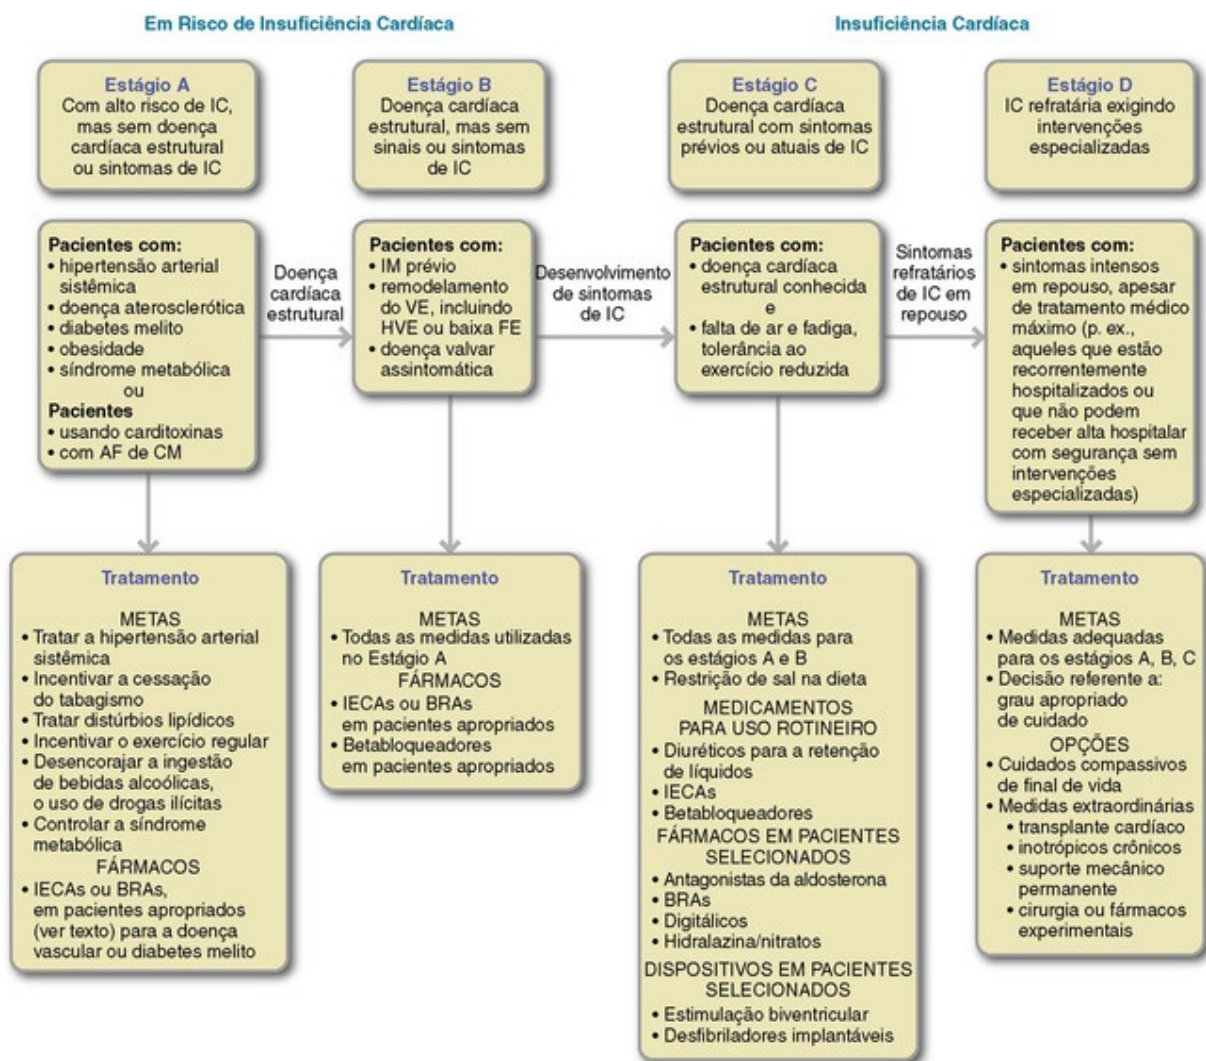 Em Risco de Insuficiência Cardíaca
Insuficiência Cardíaca
Estágio A
Com alto risco de IC,
mas sem doença
cardíaca estrutural
ou sintomas de IC
Estágio B
Doença cardíaca
estrutural, mas sem
sinais ou sintomas
de IC
Estágio C
Doença cardíaca
estrutural com sintomas
prévios ou atuais de IC
Estágio D
IC refratária exigindo
intervenções
especializadas
Pacientes com:
• hipertensão arterial
sistêmica
• doença aterosclerótica
• diabetes melito
• obesidade
• síndrome metabólica
ou
Pacientes
• usando carditoxinas
• com AF de CM
Doença
cardíaca
estrutural
Pacientes com:
• IM prévio
• remodelamento
do VE, incluindo
HVE ou baixa FE
• doença valvar
assintomática
Desenvolvimento
de sintomas
de IC
Pacientes com:
• doença cardíaca
estrutural conhecida
e
• falta de ar e fadiga,
tolerância ao
exercício reduzida
Sintomas
refratários
de IC em
repouso
Pacientes com:
• sintomas intensos
em repouso, apesar
de tratamento médico
máximo (p. ex.,
aqueles que estão
recorrentemente
hospitalizados ou
que não podem
receber alta hospitalar
com segurança sem
intervenções
especializadas)
Tratamento
METAS
• Tratar a hipertensão arterial
sistêmica
• Incentivar a cessação
do tabagismo
• Tratar distúrbios lipídicos
• Incentivar o exercício regular
• Desencorajar a ingestão
de bebidas alcoólicas,
o uso de drogas ilícitas
• Controlar a síndrome
metabólica
FÁRMACOS
• IECAs ou BRAs,
em pacientes apropriados
(ver texto) para a doença
vascular ou diabetes melito
Tratamento
METAS
• Todas as medidas utilizadas
no Estágio A
FÁRMACOS
• IECAs ou BRAs
em pacientes apropriados
• Betabloqueadores
em pacientes apropriados
Tratamento
METAS
• Todas as medidas para
os estágios A e B
• Restrição de sal na dieta
MEDICAMENTOS
PARA USO ROTINEIRO
• Diuréticos para a retenção
de líquidos
• IECAs
• Betabloqueadores
FÁRMACOS EM PACIENTES
SELECIONADOS
• Antagonistas da aldosterona
• BRAs
• Digitálicos
• Hidralazina/nitratos
DISPOSITIVOS EM PACIENTES
SELECIONADOS
• Estimulação biventricular
• Desfibriladores implantáveis
Tratamento
METAS
• Medidas adequadas
para os estágios A, B, C
• Decisão referente a:
grau apropriado
de cuidado
OPÇÕES
• Cuidados compassivos
de final de vida
• Medidas extraordinárias
• transplante cardíaco
• inotrópicos crônicos
• suporte mecânico
permanente
• cirurgia ou fármacos
experimentais